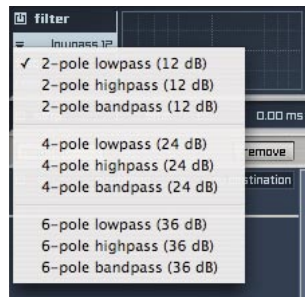 filter
lowpass 12
✓ 2-pole lowpass (12 dB)
2-pole highpass (12 dB)
2-pole bandpass (12 dB)
0.00 ms
4-pole lowpass (24 dB)
remove
4-pole highpass (24 dB)
4-pole bandpass (24 dB)
stination
6-pole lowpass (36 dB)
6-pole highpass (36 dB)
6-pole bandpass (36 dB)